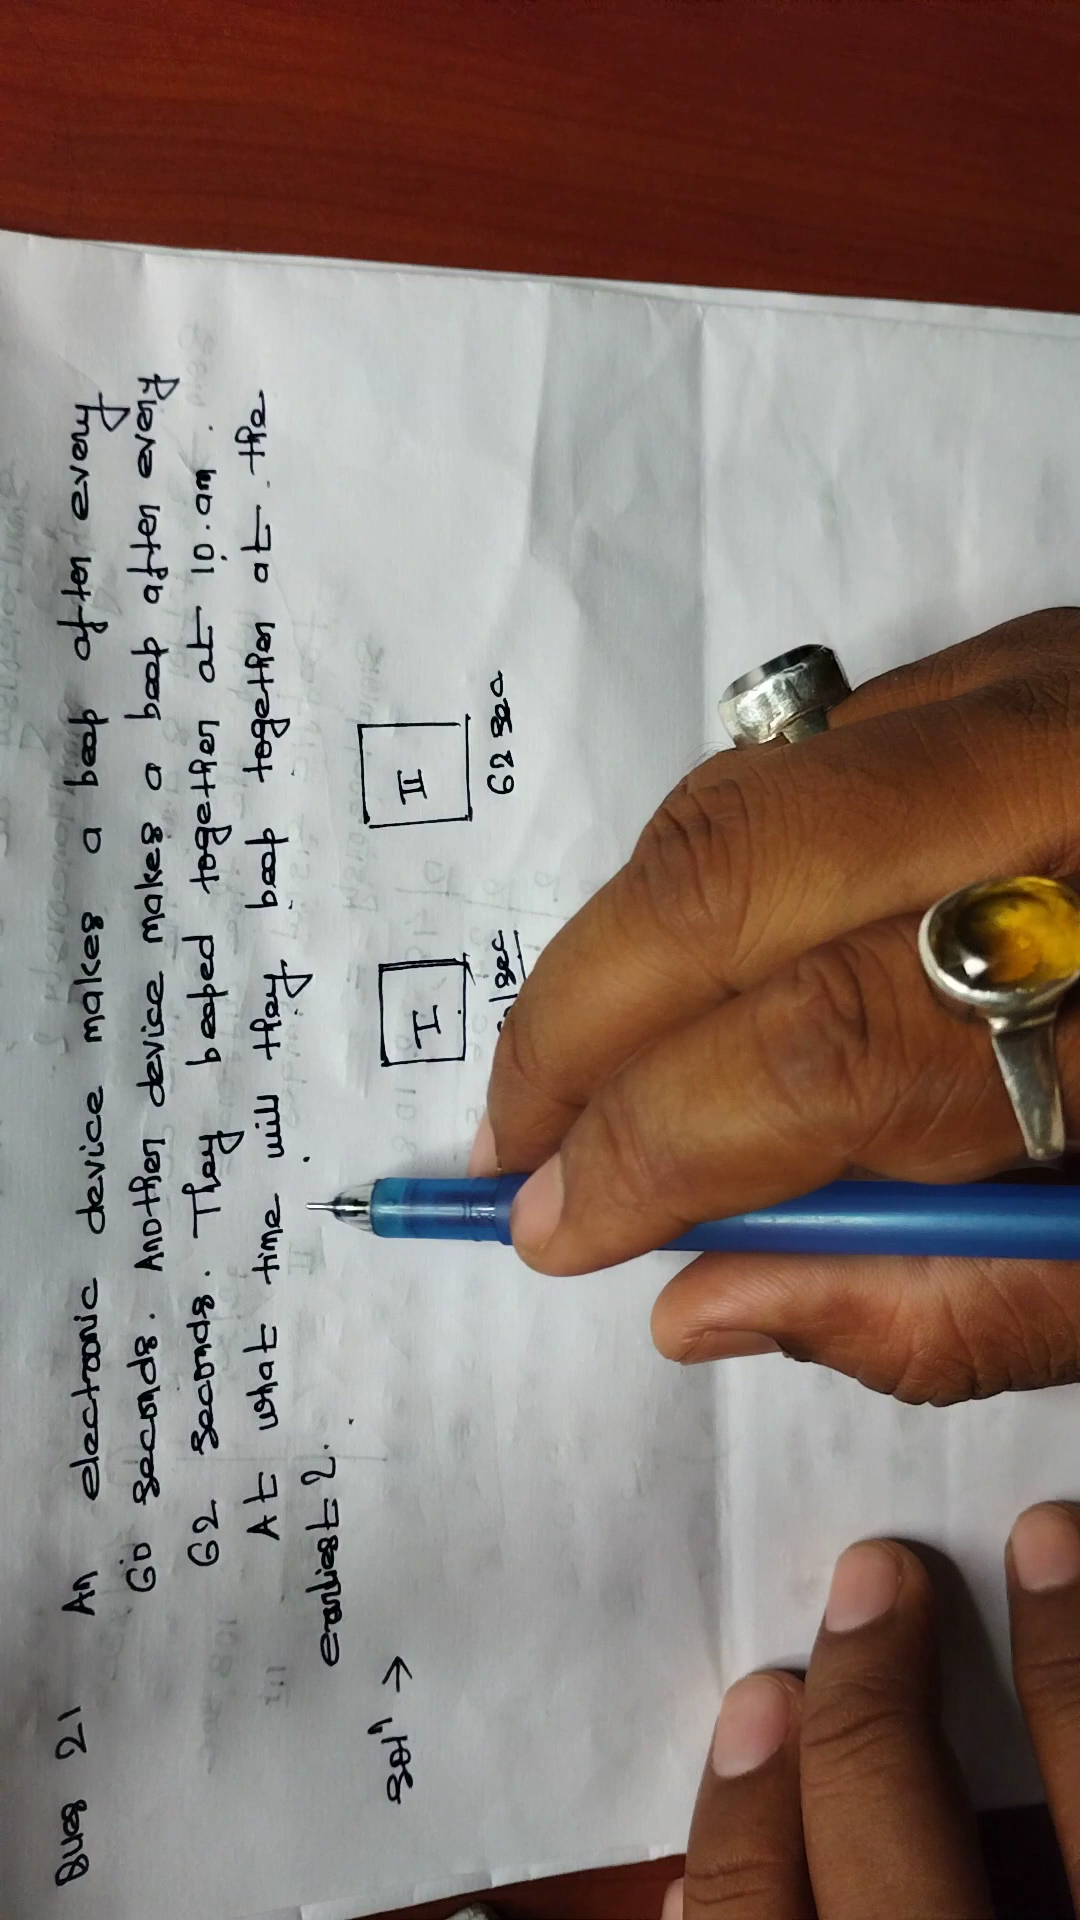 Ques 21 An electronic device makes a beep after every
60 seconds. Another device makes a beep after every
62 seconds. They beeped together at 10.am.
At what time will they beep together at the
earliest?
Solⁿ →
I II
sec 62 sec